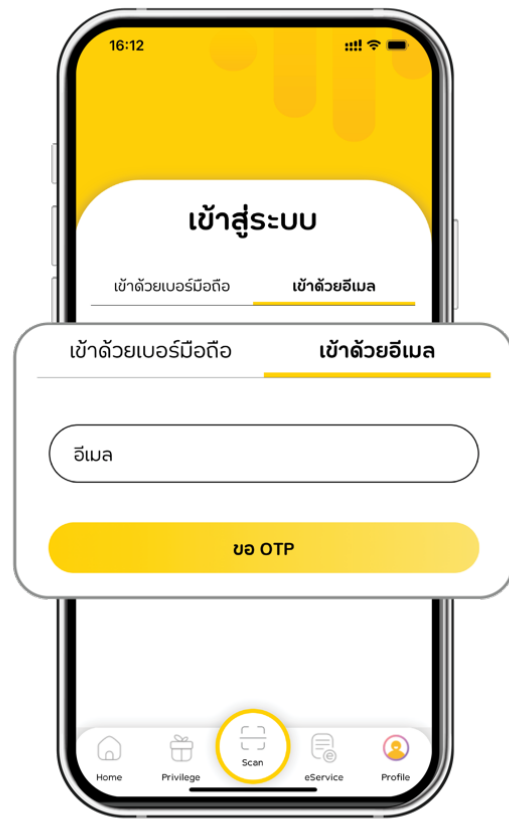 16:12
เข้าสู่ระบบ
เข้าด้วยเบอร์มือถือ เข้าด้วยอีเมล
เข้าด้วยเบอร์มือถือ เข้าด้วยอีเมล
อีเมล
ขอ OTP
Home Privilege Scan eService Profile